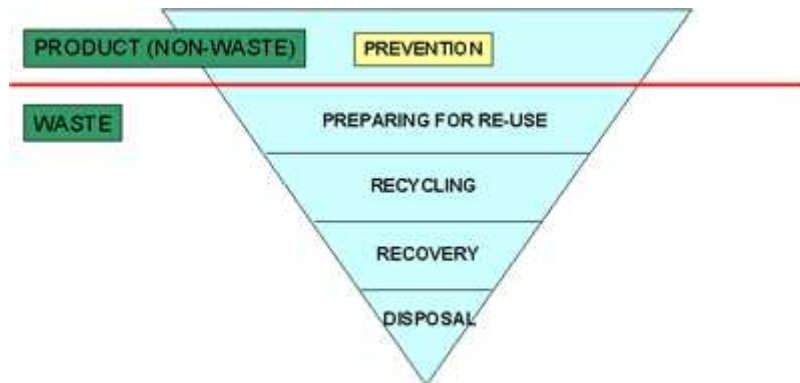 PRODUCT (NON-WASTE)
PREVENTION
WASTE
PREPARING FOR RE-USE
RECYCLING
RECOVERY
DISPOSAL